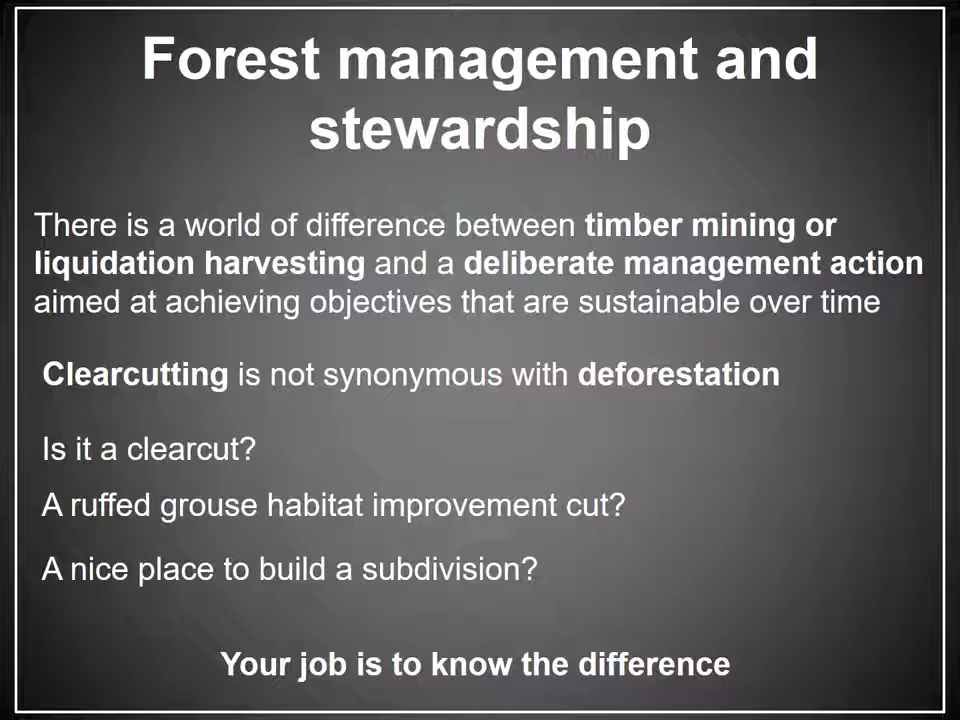 Forest management and
stewardship
There is a world of difference between timber mining or
liquidation harvesting and a deliberate management action
aimed at achieving objectives that are sustainable over time
Clearcutting is not synonymous with deforestation
Is it a clearcut?
A ruffed grouse habitat improvement cut?
A nice place to build a subdivision?
Your job is to know the difference